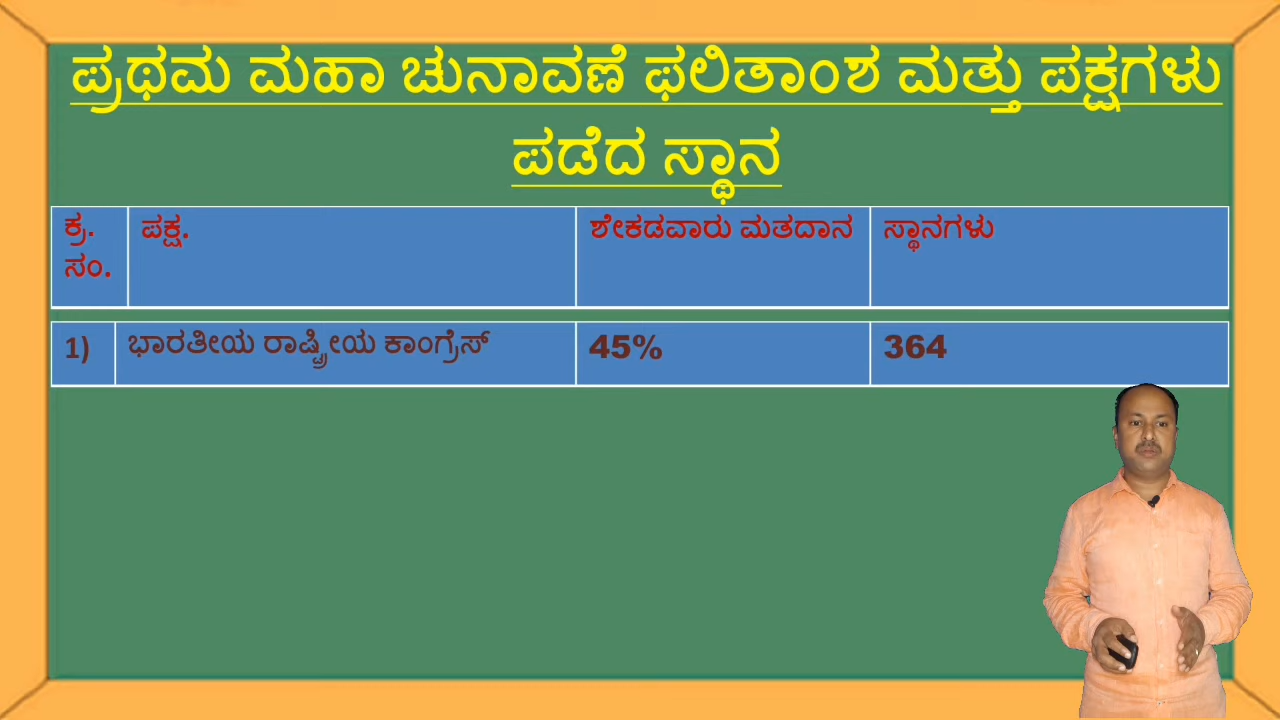 ಪ್ರಥಮ ಮಹಾ ಚುನಾವಣೆ ಫಲಿತಾಂಶ ಮತ್ತು ಪಕ್ಷಗಳು
ಪಡೆದ ಸ್ಥಾನ
ಕ್ರ. ಸಂ. ಪಕ್ಷ. ಶೇಕಡವಾರು ಮತದಾನ ಸ್ಥಾನಗಳು
1) ಭಾರತೀಯ ರಾಷ್ಟ್ರೀಯ ಕಾಂಗ್ರೆಸ್ 45% 364